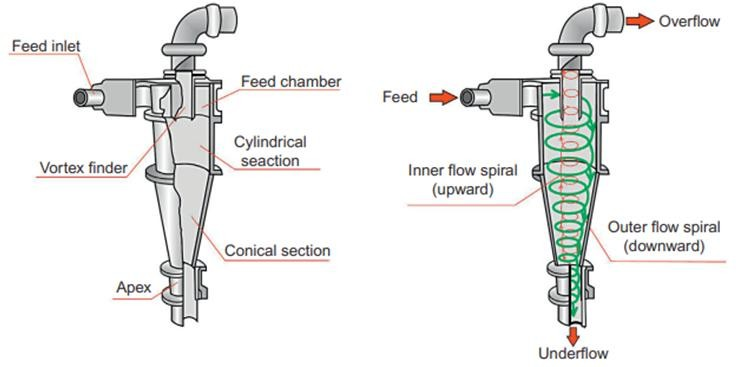 Feed inlet
Feed chamber
Cylindrical
seaction
Vortex finder
Conical section
Apex
Overflow
Feed
Inner flow spiral
(upward)
Outer flow spiral
(downward)
Underflow